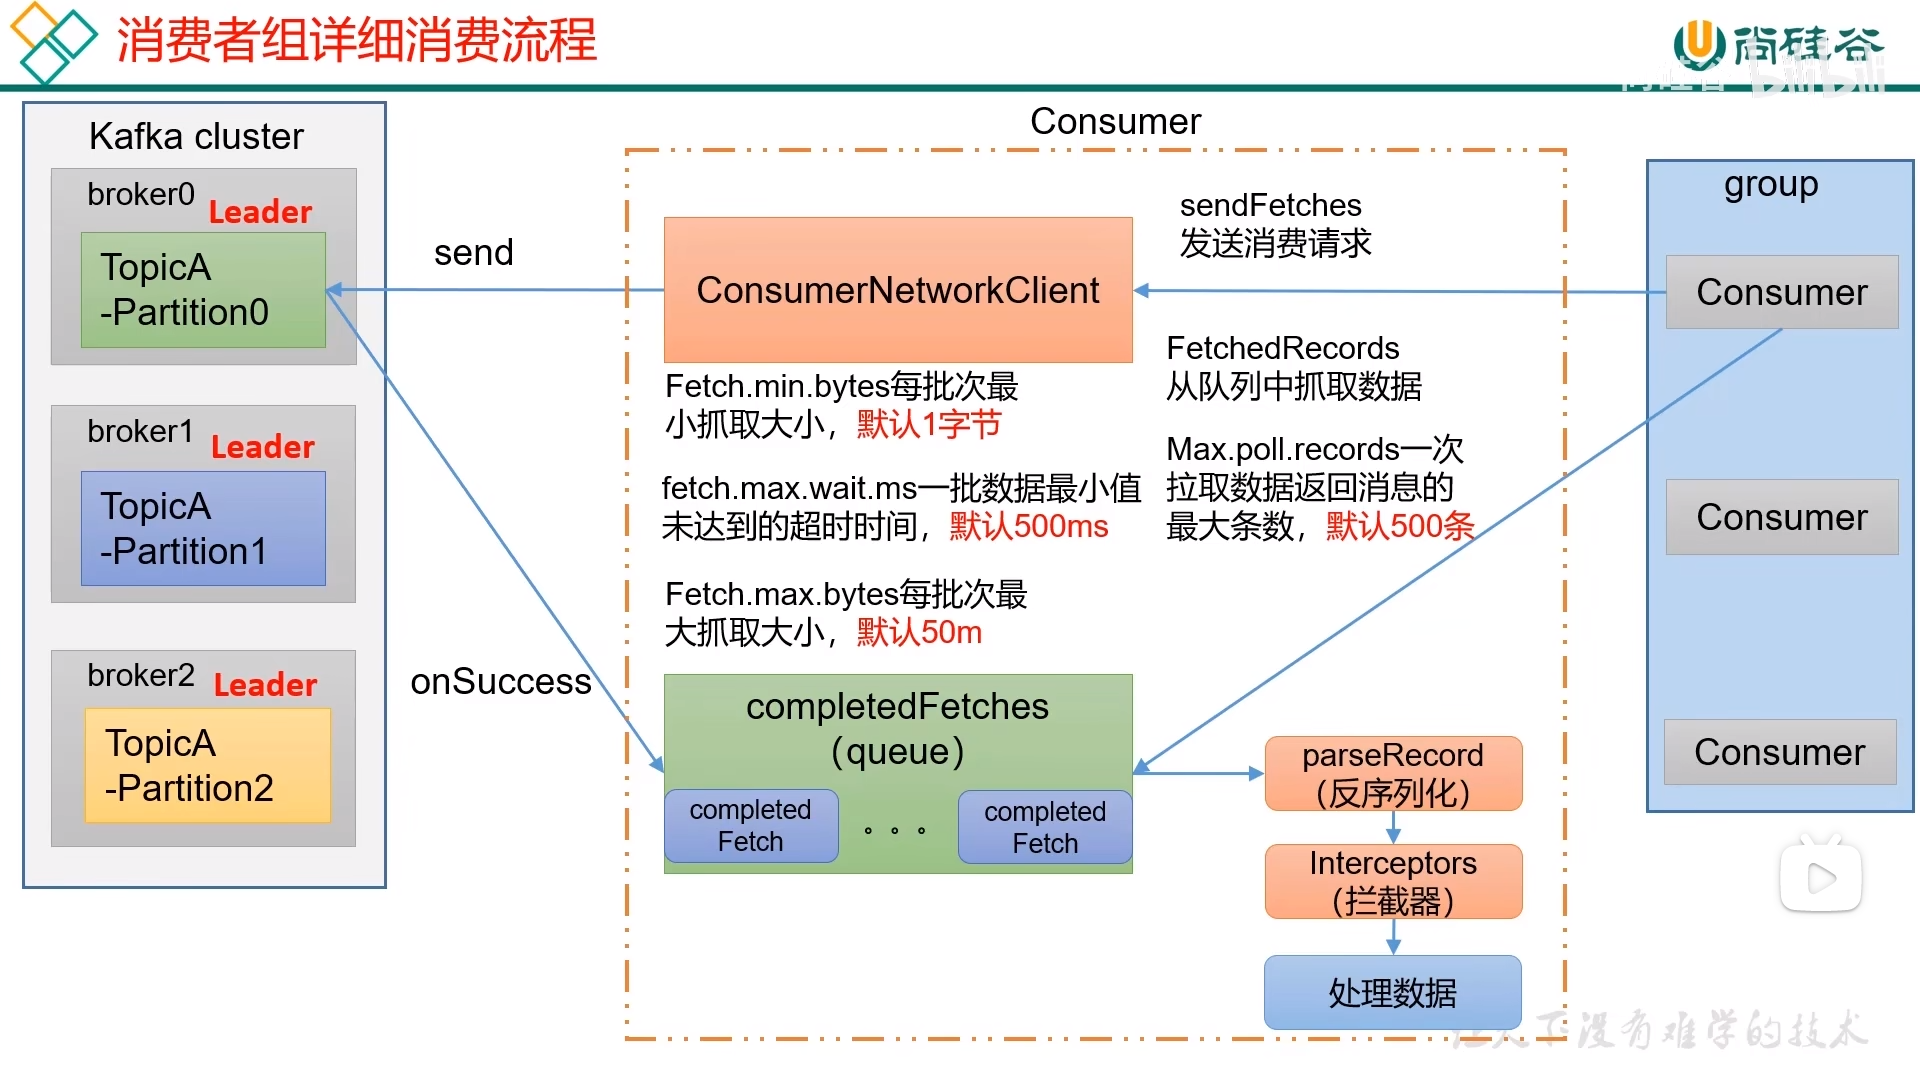 消费者组详细消费流程
尚硅谷
尚硅谷 bilibili
Kafka cluster
broker0
Leader
TopicA
-Partition0
broker1
Leader
TopicA
-Partition1
broker2
Leader
TopicA
-Partition2
send
onSuccess
Consumer
ConsumerNetworkClient
sendFetches
发送消费请求
Fetch.min.bytes每批次最
小抓取大小，默认1字节
fetch.max.wait.ms一批数据最小值
未达到的超时时间，默认500ms
Fetch.max.bytes每批次最
大抓取大小，默认50m
FetchedRecords
从队列中抓取数据
Max.poll.records一次
拉取数据返回消息的
最大条数，默认500条
completedFetches
（queue）
completed
Fetch
。。。
completed
Fetch
parseRecord
（反序列化）
Interceptors
（拦截器）
处理数据
group
Consumer
Consumer
Consumer
让天下没有难学的技术